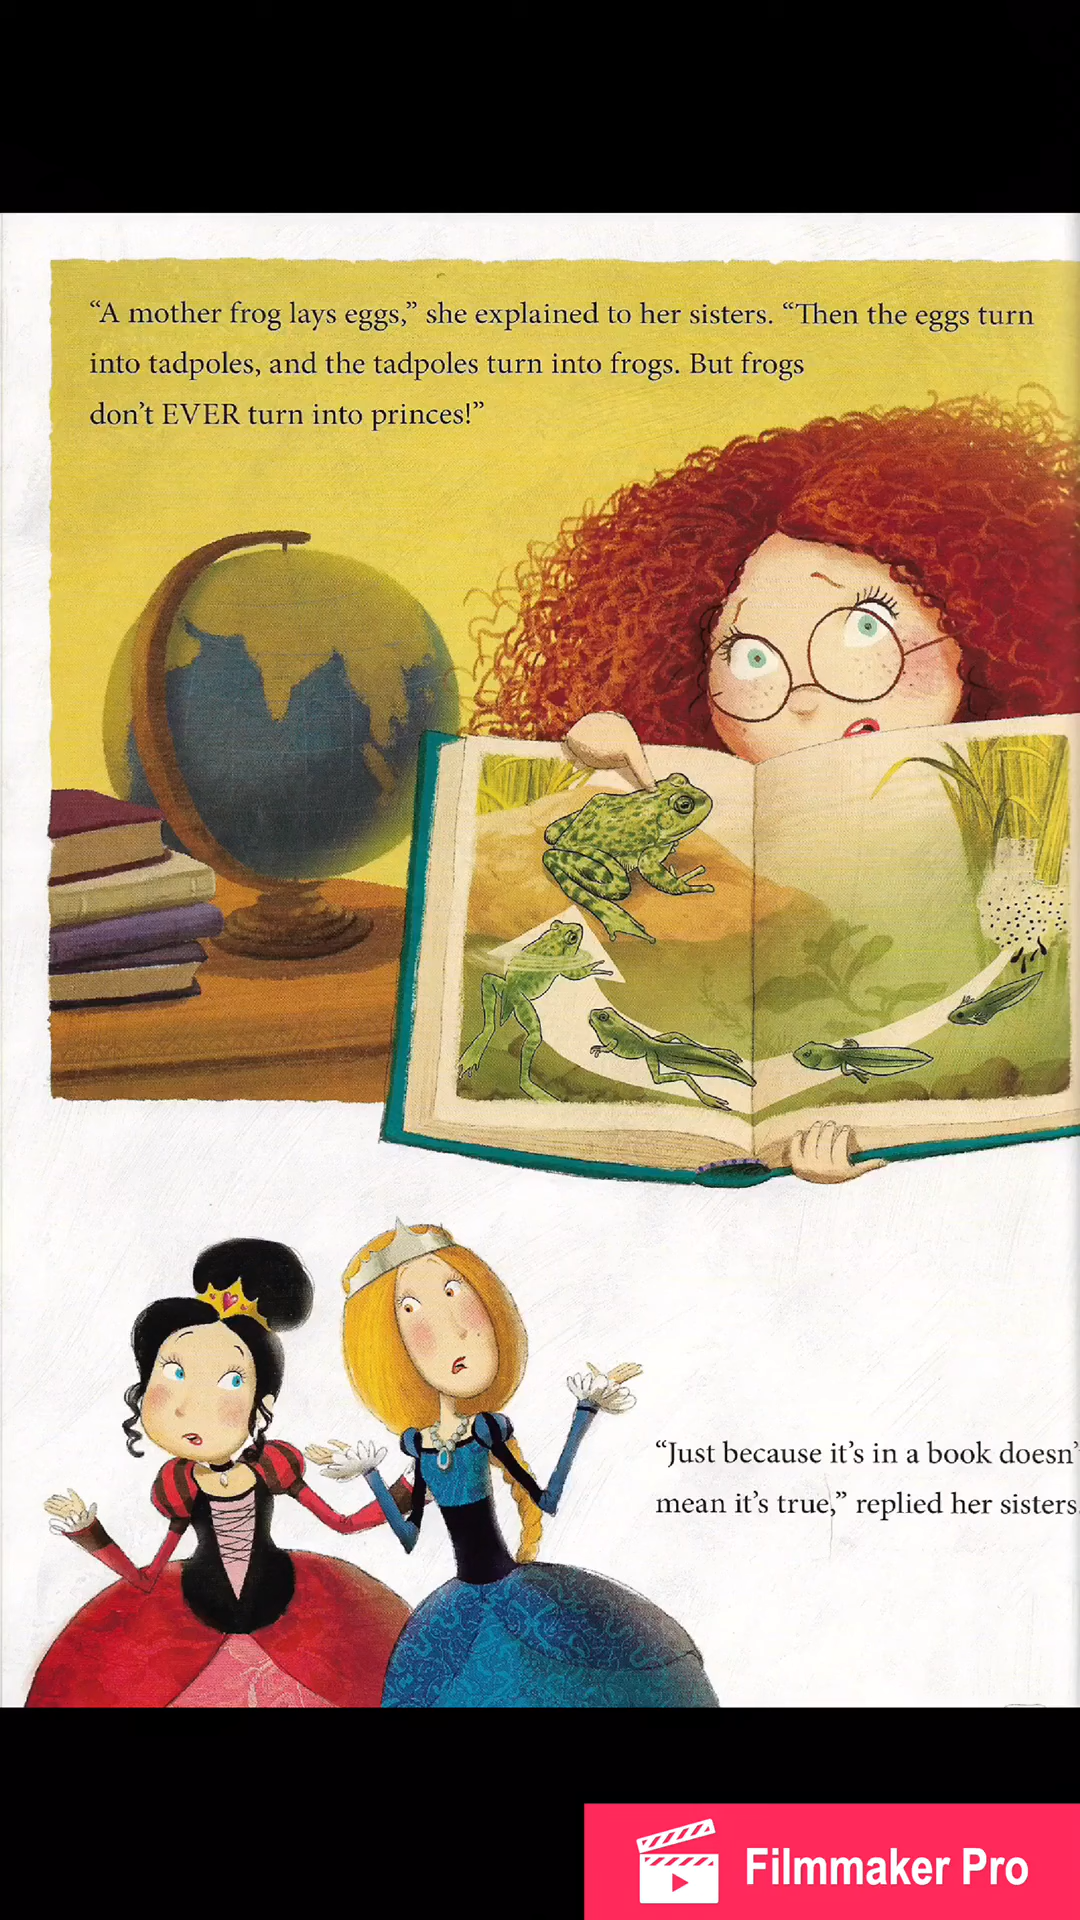 “A mother frog lays eggs,” she explained to her sisters. “Then the eggs turn
into tadpoles, and the tadpoles turn into frogs. But frogs
don’t EVER turn into princes!”
“Just because it’s in a book doesn’
mean it’s true,” replied her sisters.
Filmmaker Pro